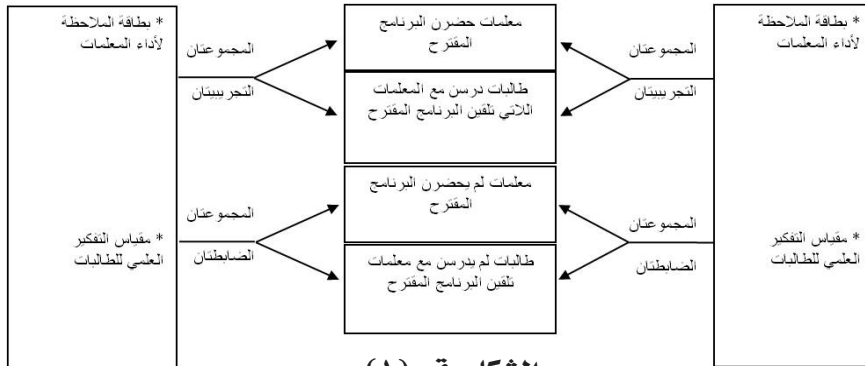 * بطاقة الملاحظة
لأداء المعلمات
* مقياس التفكير
العلمي للطالبات
المجموعتان
التجريبيتان
المجموعتان
الضابطتان
معلمات حضرن البرنامج
المقترح
طالبات درسن مع المعلمات
اللاتي تلقين البرنامج المقترح
معلمات لم يحضرن البرنامج
المقترح
طالبات لم يدرسن مع معلمات
تلقين البرنامج المقترح
المجموعتان
التجريبيتان
المجموعتان
الضابطتان
* بطاقة الملاحظة
لأداء المعلمات
* مقياس التفكير
العلمي للطالبات